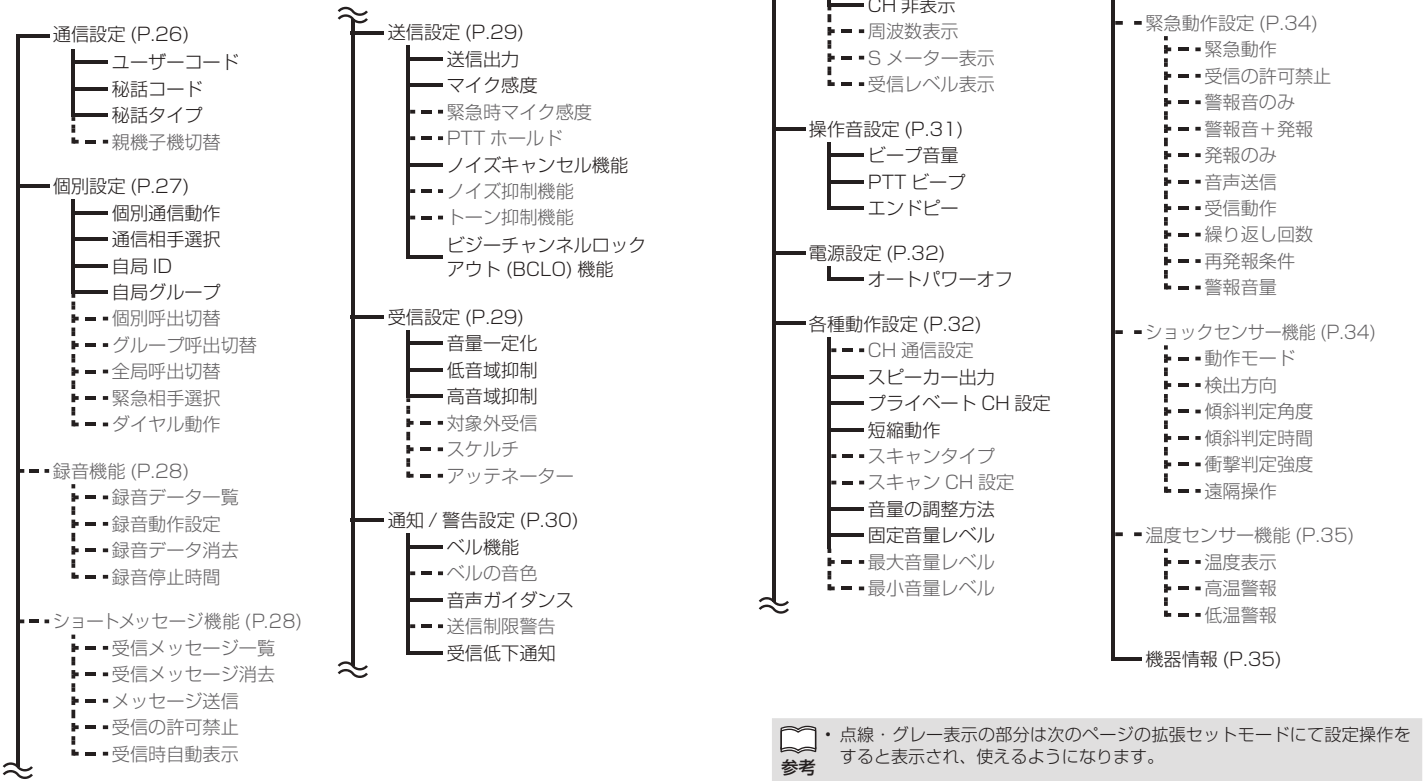 通信設定 (P.26)
ユーザーコード
秘話コード
秘話タイプ
親機子機切替
個別設定 (P.27)
個別通信動作
通信相手選択
自局 ID
自局グループ
個別呼出切替
グループ呼出切替
全局呼出切替
緊急相手選択
ダイヤル動作
録音機能 (P.28)
録音データ一覧
録音動作設定
録音データ消去
録音停止時間
ショートメッセージ機能 (P.28)
受信メッセージ一覧
受信メッセージ消去
メッセージ送信
受信の許可禁止
受信時自動表示
送信設定 (P.29)
送信出力
マイク感度
緊急時マイク感度
PTT ホールド
ノイズキャンセル機能
ノイズ抑制機能
トーン抑制機能
ビジーチャンネルロック
アウト (BCLO) 機能
受信設定 (P.29)
音量一定化
低音域抑制
高音域抑制
対象外受信
スケルチ
アッテネーター
通知 / 警告設定 (P.30)
ベル機能
ベルの音色
音声ガイダンス
送信制限警告
受信低下通知
CH 非表示
周波数表示
S メーター表示
受信レベル表示
操作音設定 (P.31)
ビープ音量
PTT ビープ
エンドピー
電源設定 (P.32)
オートパワーオフ
各種動作設定 (P.32)
CH 通信設定
スピーカー出力
プライベート CH 設定
短縮動作
スキャンタイプ
スキャン CH 設定
音量の調整方法
固定音量レベル
最大音量レベル
最小音量レベル
緊急動作設定 (P.34)
緊急動作
受信の許可禁止
警報音のみ
警報音＋発報
発報のみ
音声送信
受信動作
繰り返し回数
再発報条件
警報音量
ショックセンサー機能 (P.34)
動作モード
検出方向
傾斜判定角度
傾斜判定時間
衝撃判定強度
遠隔操作
温度センサー機能 (P.35)
温度表示
高温警報
低温警報
機器情報 (P.35)
参考
• 点線・グレー表示の部分は次のページの拡張セットモードにて設定操作を
すると表示され、使えるようになります。